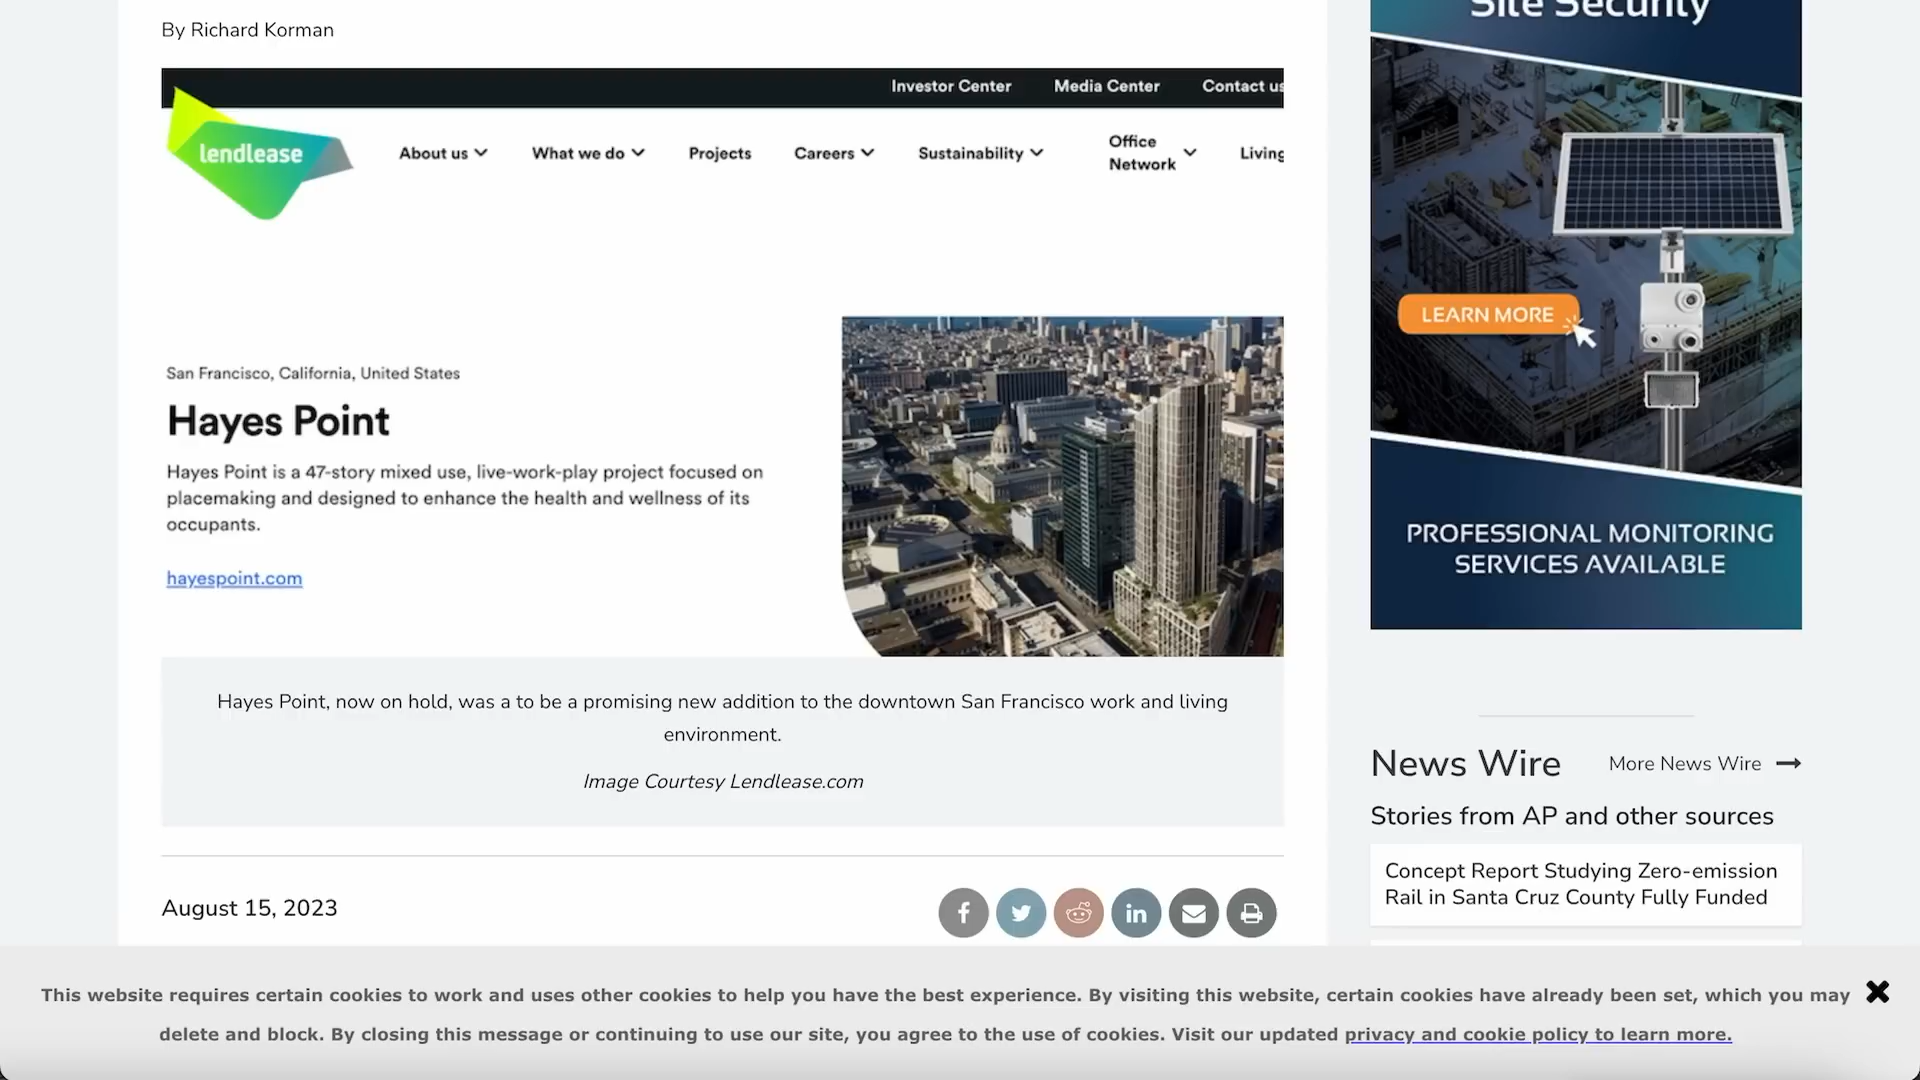 By Richard Korman
Investor Center Media Center Contact us
lendlease
About us What we do Projects Careers Sustainability Office Network Living
San Francisco, California, United States
Hayes Point
Hayes Point is a 47-story mixed use, live-work-play project focused on
placemaking and designed to enhance the health and wellness of its
occupants.
hayespoint.com
Hayes Point, now on hold, was a to be a promising new addition to the downtown San Francisco work and living
environment.
Image Courtesy Lendlease.com
August 15, 2023
Site Security
LEARN MORE
PROFESSIONAL MONITORING
SERVICES AVAILABLE
News Wire More News Wire
Stories from AP and other sources
Concept Report Studying Zero-emission
Rail in Santa Cruz County Fully Funded
This website requires certain cookies to work and uses other cookies to help you have the best experience. By visiting this website, certain cookies have already been set, which you may
delete and block. By closing this message or continuing to use our site, you agree to the use of cookies. Visit our updated privacy and cookie policy to learn more.